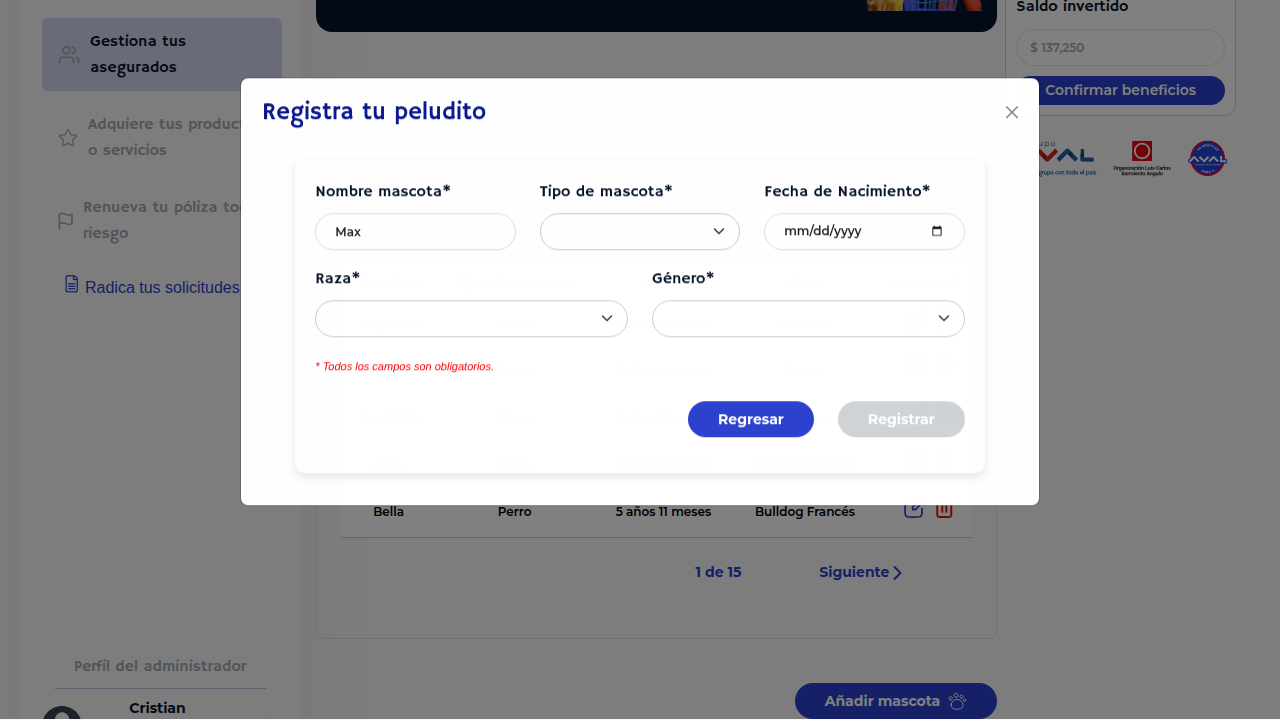 Saldo invertido
Gestiona tus
asegurados
$ 137,250
Confirmar beneficios
Registra tu peludito
Adquiere tus product
o servicios
AVAL
grupo con todo el país
Organización Luis Carlos
Sarmiento Angulo
AVAL
Nombre mascota*
Tipo de mascota*
Fecha de Nacimiento*
Renueva tu póliza to
riesgo
Max
mm/dd/yyyy
Raza*
Género*
Radica tus solicitudes
* Todos los campos son obligatorios.
Regresar
Registrar
Bella
Perro
5 años 11 meses
Bulldog Francés
1 de 15
Siguiente
Perfil del administrador
Añadir mascota
Cristian